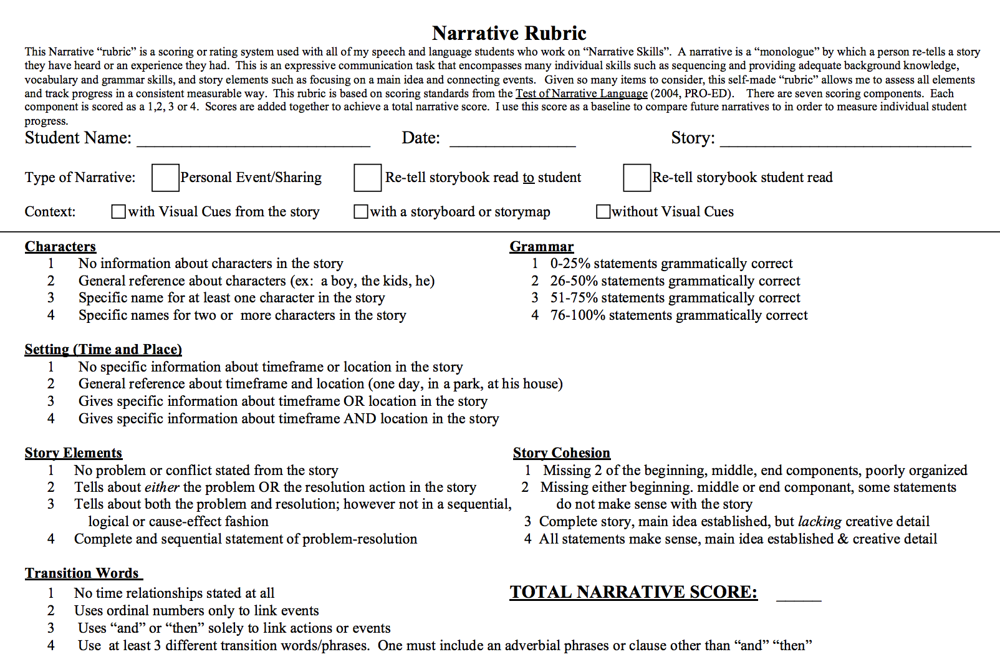 Narrative Rubric
This Narrative “rubric” is a scoring or rating system used with all of my speech and language students who work on “Narrative Skills”.  A narrative is a “monologue” by which a person re-tells a story
they have heard or an experience they had.  This is an expressive communication task that encompasses many individual skills such as sequencing and providing adequate background knowledge,
vocabulary and grammar skills, and story elements such as focusing on a main idea and connecting events.   Given so many items to consider, this self-made “rubric” allows me to assess all elements
and track progress in a consistent measurable way.  This rubric is based on scoring standards from the Test of Narrative Language (2004, PRO-ED).    There are seven scoring components.  Each
component is scored as a 1,2, 3 or 4.  Scores are added together to achieve a total narrative score.  I use this score as a baseline to compare future narratives to in order to measure individual student
progress.
Student Name: __________________________ Date: ______________ Story: ____________________________
Type of Narrative: Personal Event/Sharing Re-tell storybook read to student Re-tell storybook student read
Context: with Visual Cues from the story with a storyboard or storymap without Visual Cues
Characters
1 No information about characters in the story
2 General reference about characters (ex:  a boy, the kids, he)
3 Specific name for at least one character in the story
4 Specific names for two or  more characters in the story
Grammar
1 0-25% statements grammatically correct
2 26-50% statements grammatically correct
3 51-75% statements grammatically correct
4 76-100% statements grammatically correct
Setting (Time and Place)
1 No specific information about timeframe or location in the story
2 General reference about timeframe and location (one day, in a park, at his house)
3 Gives specific information about timeframe OR location in the story
4 Gives specific information about timeframe AND location in the story
Story Elements
1 No problem or conflict stated from the story
2 Tells about either the problem OR the resolution action in the story
3 Tells about both the problem and resolution; however not in a sequential,
logical or cause-effect fashion
4 Complete and sequential statement of problem-resolution
Story Cohesion
1 Missing 2 of the beginning, middle, end components, poorly organized
2 Missing either beginning. middle or end componant, some statements
do not make sense with the story
3 Complete story, main idea established, but lacking creative detail
4 All statements make sense, main idea established & creative detail
Transition Words
1 No time relationships stated at all
2 Uses ordinal numbers only to link events
3 Uses “and” or “then” solely to link actions or events
4 Use  at least 3 different transition words/phrases.  One must include an adverbial phrases or clause other than “and” “then”
TOTAL NARRATIVE SCORE: _____